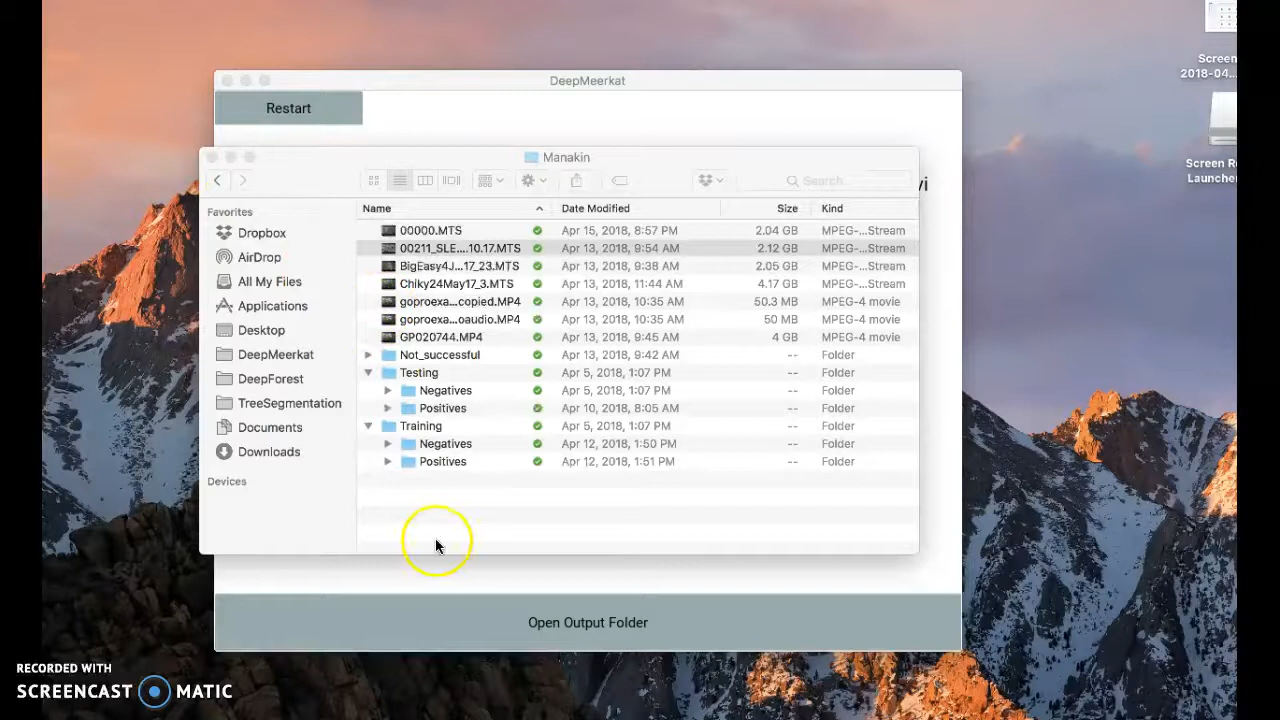 Screen
2018-04...
DeepMeerkat
Restart
Manakin
Screen Re
Launcher
vi
Search
Favorites
Name Date Modified Size Kind
Dropbox
00000.MTS Apr 15, 2018, 8:57 PM 2.04 GB MPEG-...Stream
00211_SLE....10.17.MTS Apr 13, 2018, 9:54 AM 2.12 GB MPEG-...Stream
AirDrop
BigEasy4J...17_23.MTS Apr 13, 2018, 9:38 AM 2.05 GB MPEG-...Stream
All My Files
Chiky24May17_3.MTS Apr 13, 2018, 11:44 AM 4.17 GB MPEG-...Stream
Applications
goproexa...copied.MP4 Apr 13, 2018, 10:35 AM 50.3 MB MPEG-4 movie
goproexa...oaudio.MP4 Apr 13, 2018, 10:35 AM 50 MB MPEG-4 movie
Desktop
GP020744.MP4 Apr 13, 2018, 9:45 AM 4 GB MPEG-4 movie
DeepMeerkat
Not_successful Apr 13, 2018, 9:42 AM -- Folder
DeepForest
Testing Apr 5, 2018, 1:07 PM -- Folder
Negatives Apr 5, 2018, 1:07 PM -- Folder
TreeSegmentation
Positives Apr 10, 2018, 8:05 AM -- Folder
Documents
Training Apr 5, 2018, 1:07 PM -- Folder
Negatives Apr 12, 2018, 1:50 PM -- Folder
Downloads
Positives Apr 12, 2018, 1:51 PM -- Folder
Devices
Open Output Folder
RECORDED WITH
SCREENCAST MATIC